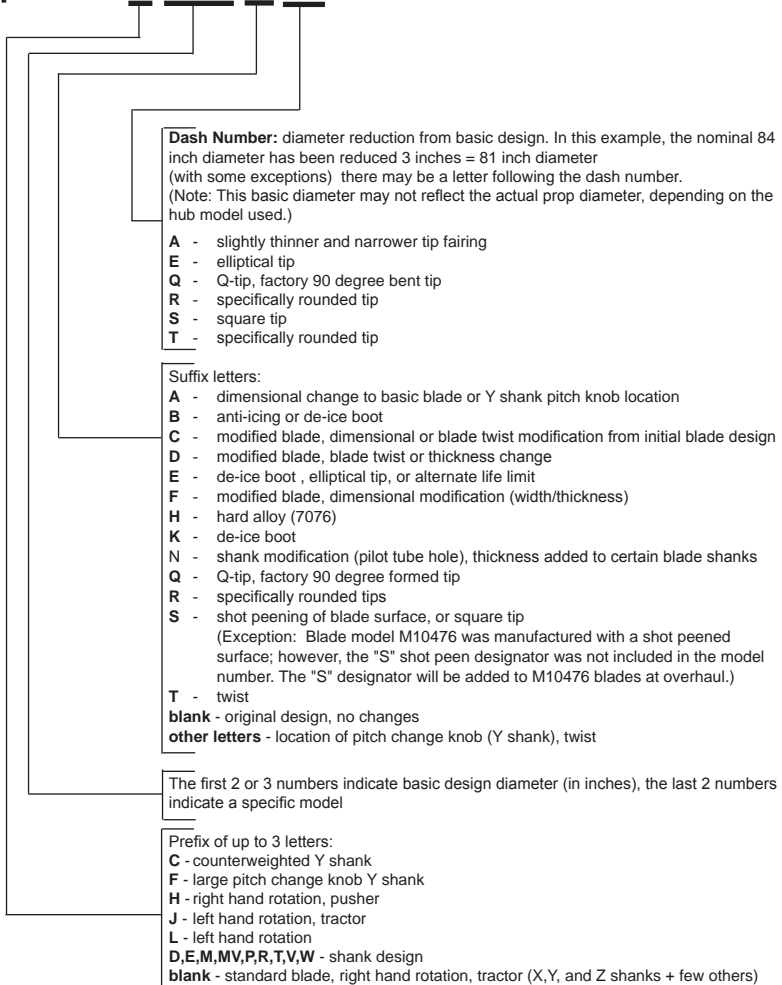 Dash Number: diameter reduction from basic design. In this example, the nominal 84
inch diameter has been reduced 3 inches = 81 inch diameter
(with some exceptions) there may be a letter following the dash number.
(Note: This basic diameter may not reflect the actual prop diameter, depending on the
hub model used.)
A - slightly thinner and narrower tip fairing
E - elliptical tip
Q - Q-tip, factory 90 degree bent tip
R - specifically rounded tip
S - square tip
T - specifically rounded tip
Suffix letters:
A - dimensional change to basic blade or Y shank pitch knob location
B - anti-icing or de-ice boot
C - modified blade, dimensional or blade twist modification from initial blade design
D - modified blade, blade twist or thickness change
E - de-ice boot , elliptical tip, or alternate life limit
F - modified blade, dimensional modification (width/thickness)
H - hard alloy (7076)
K - de-ice boot
N - shank modification (pilot tube hole), thickness added to certain blade shanks
Q - Q-tip, factory 90 degree formed tip
R - specifically rounded tips
S - shot peening of blade surface, or square tip
(Exception: Blade model M10476 was manufactured with a shot peened
surface; however, the "S" shot peen designator was not included in the model
number. The "S" designator will be added to M10476 blades at overhaul.)
T - twist
blank - original design, no changes
other letters - location of pitch change knob (Y shank), twist
The first 2 or 3 numbers indicate basic design diameter (in inches), the last 2 numbers
indicate a specific model
Prefix of up to 3 letters:
C - counterweighted Y shank
F - large pitch change knob Y shank
H - right hand rotation, pusher
J - left hand rotation, tractor
L - left hand rotation
D,E,M,MV,P,R,T,V,W - shank design
blank - standard blade, right hand rotation, tractor (X,Y, and Z shanks + few others)